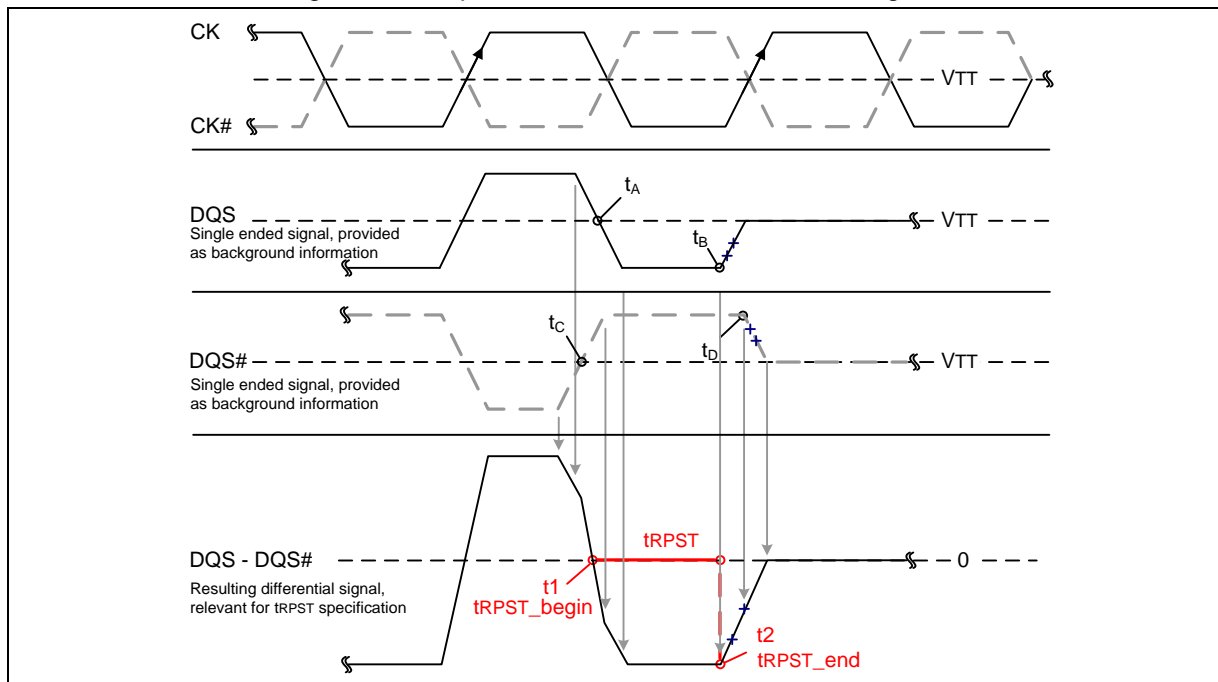 CK
VTT
CK#
tA
DQS
Single ended signal, provided
as background information
tB
VTT
tC
DQS#
tD
VTT
Single ended signal, provided
as background information
tRPST
DQS - DQS#
0
Resulting differential signal,
relevant for tRPST specification
t1
tRPST_begin
t2
tRPST_end